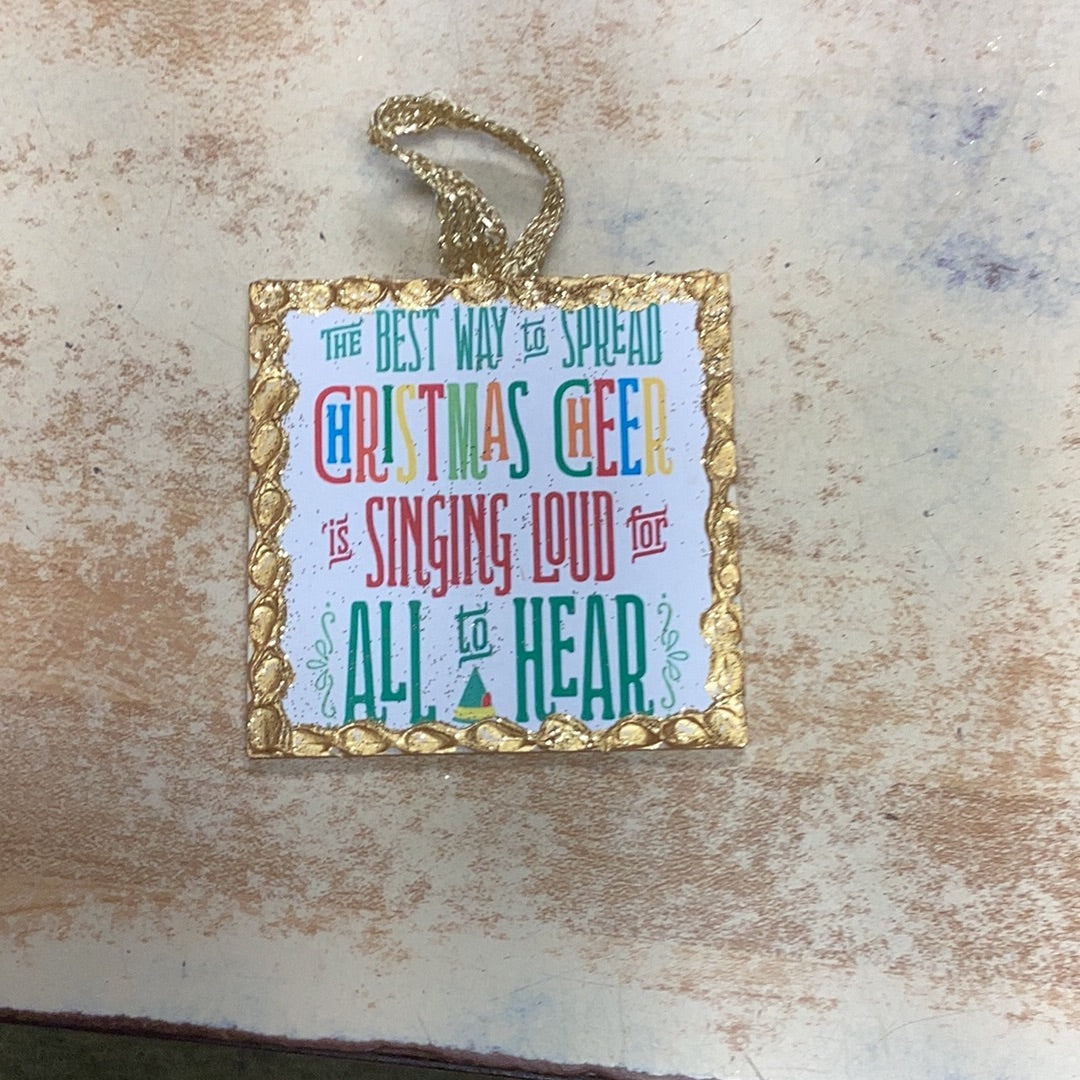 THE BEST WAY to SPREAD
CHRISTMAS CHEER
is SINGING LOUD for
ALL to HEAR